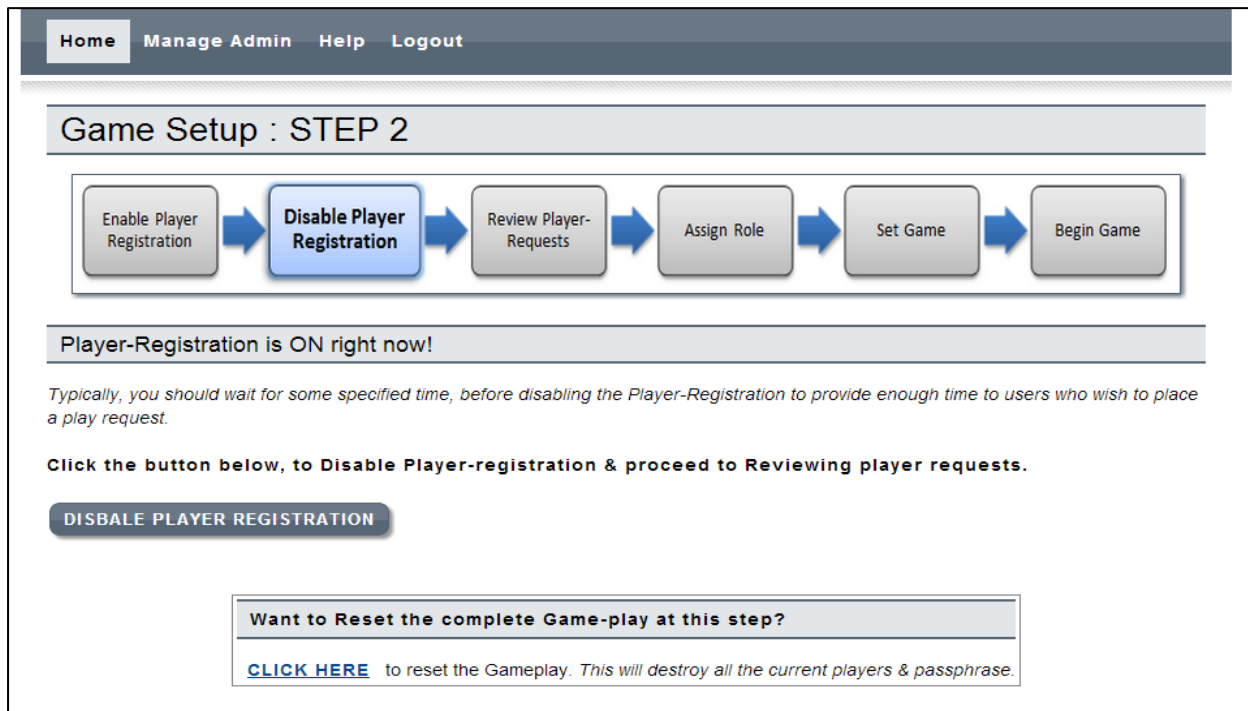 Home Manage Admin Help Logout
Game Setup : STEP 2
Enable Player
Registration
Disable Player
Registration
Review Player-
Requests
Assign Role
Set Game
Begin Game
Player-Registration is ON right now!
Typically, you should wait for some specified time, before disabling the Player-Registration to provide enough time to users who wish to place
a play request.
Click the button below, to Disable Player-registration & proceed to Reviewing player requests.
DISBALE PLAYER REGISTRATION
Want to Reset the complete Game-play at this step?
CLICK HERE to reset the Gameplay. This will destroy all the current players & passphrase.